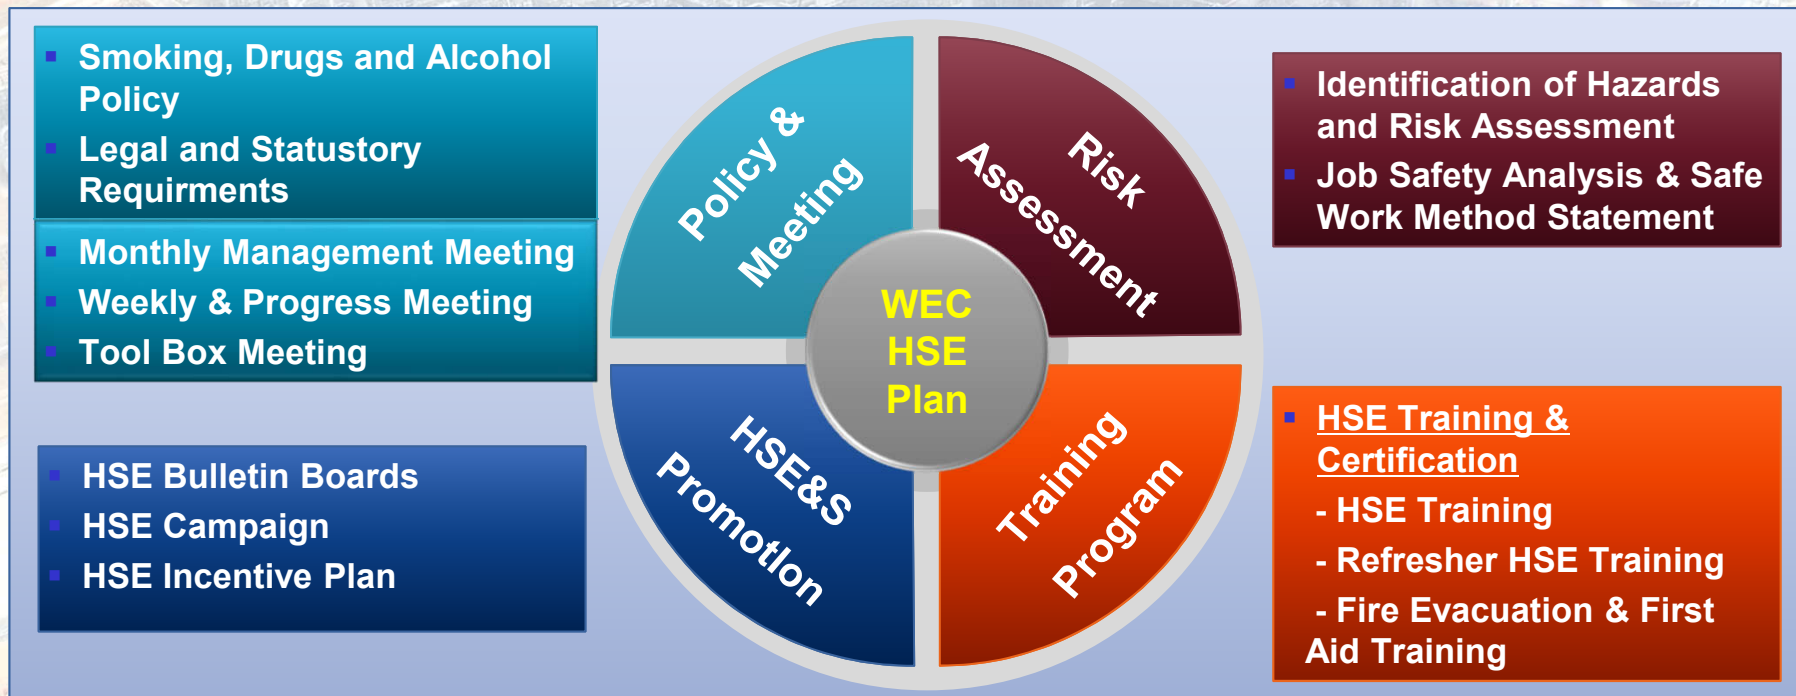 Smoking, Drugs and Alcohol
Policy
Legal and Statustory
Requirments
Monthly Management Meeting
Weekly & Progress Meeting
Tool Box Meeting
Policy &
Meeting
Risk
Assessment
Identification of Hazards
and Risk Assessment
Job Safety Analysis & Safe
Work Method Statement
WEC
HSE
Plan
HSE Bulletin Boards
HSE Campaign
HSE Incentive Plan
HSE&S
PromotIon
Training
Program
HSE Training &
Certification
- HSE Training
- Refresher HSE Training
- Fire Evacuation & First
Aid Training